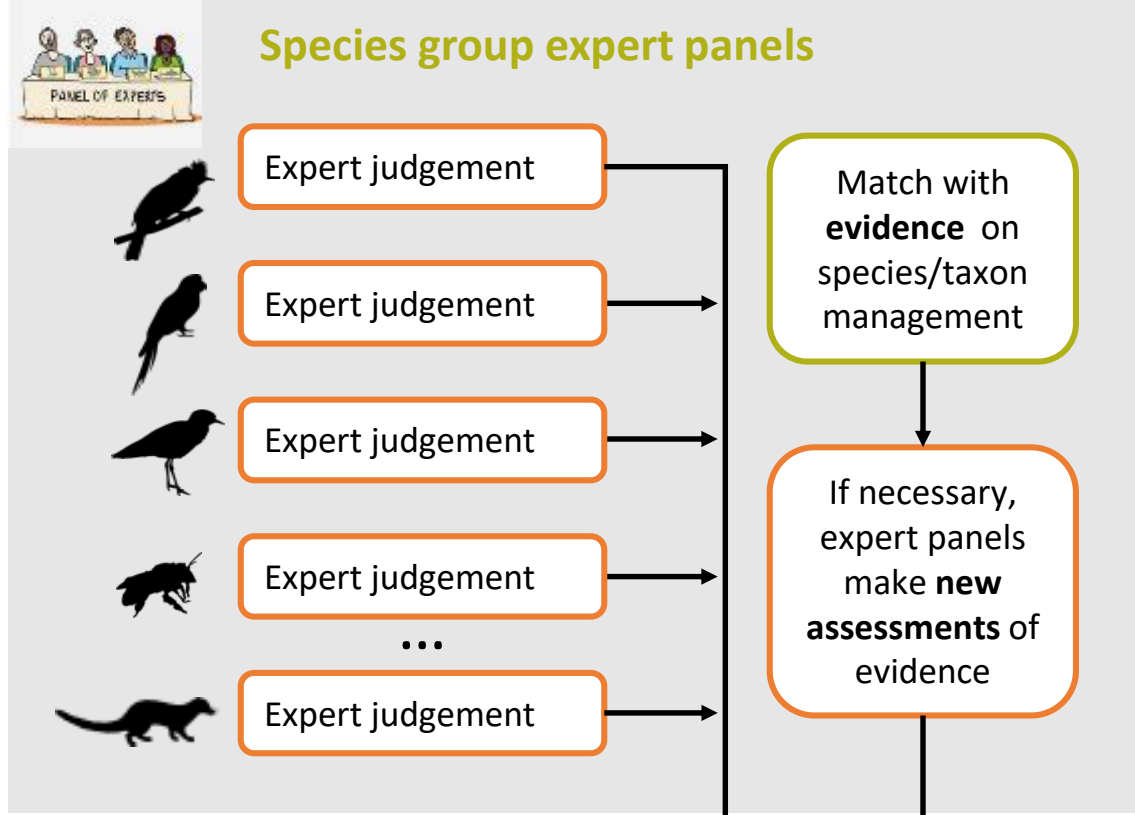 Species group expert panels
PANEL OF EXPERTS
Expert judgement
Expert judgement
Expert judgement
Expert judgement
...
Expert judgement
Match with
evidence on
species/taxon
management
If necessary,
expert panels
make new
assessments of
evidence